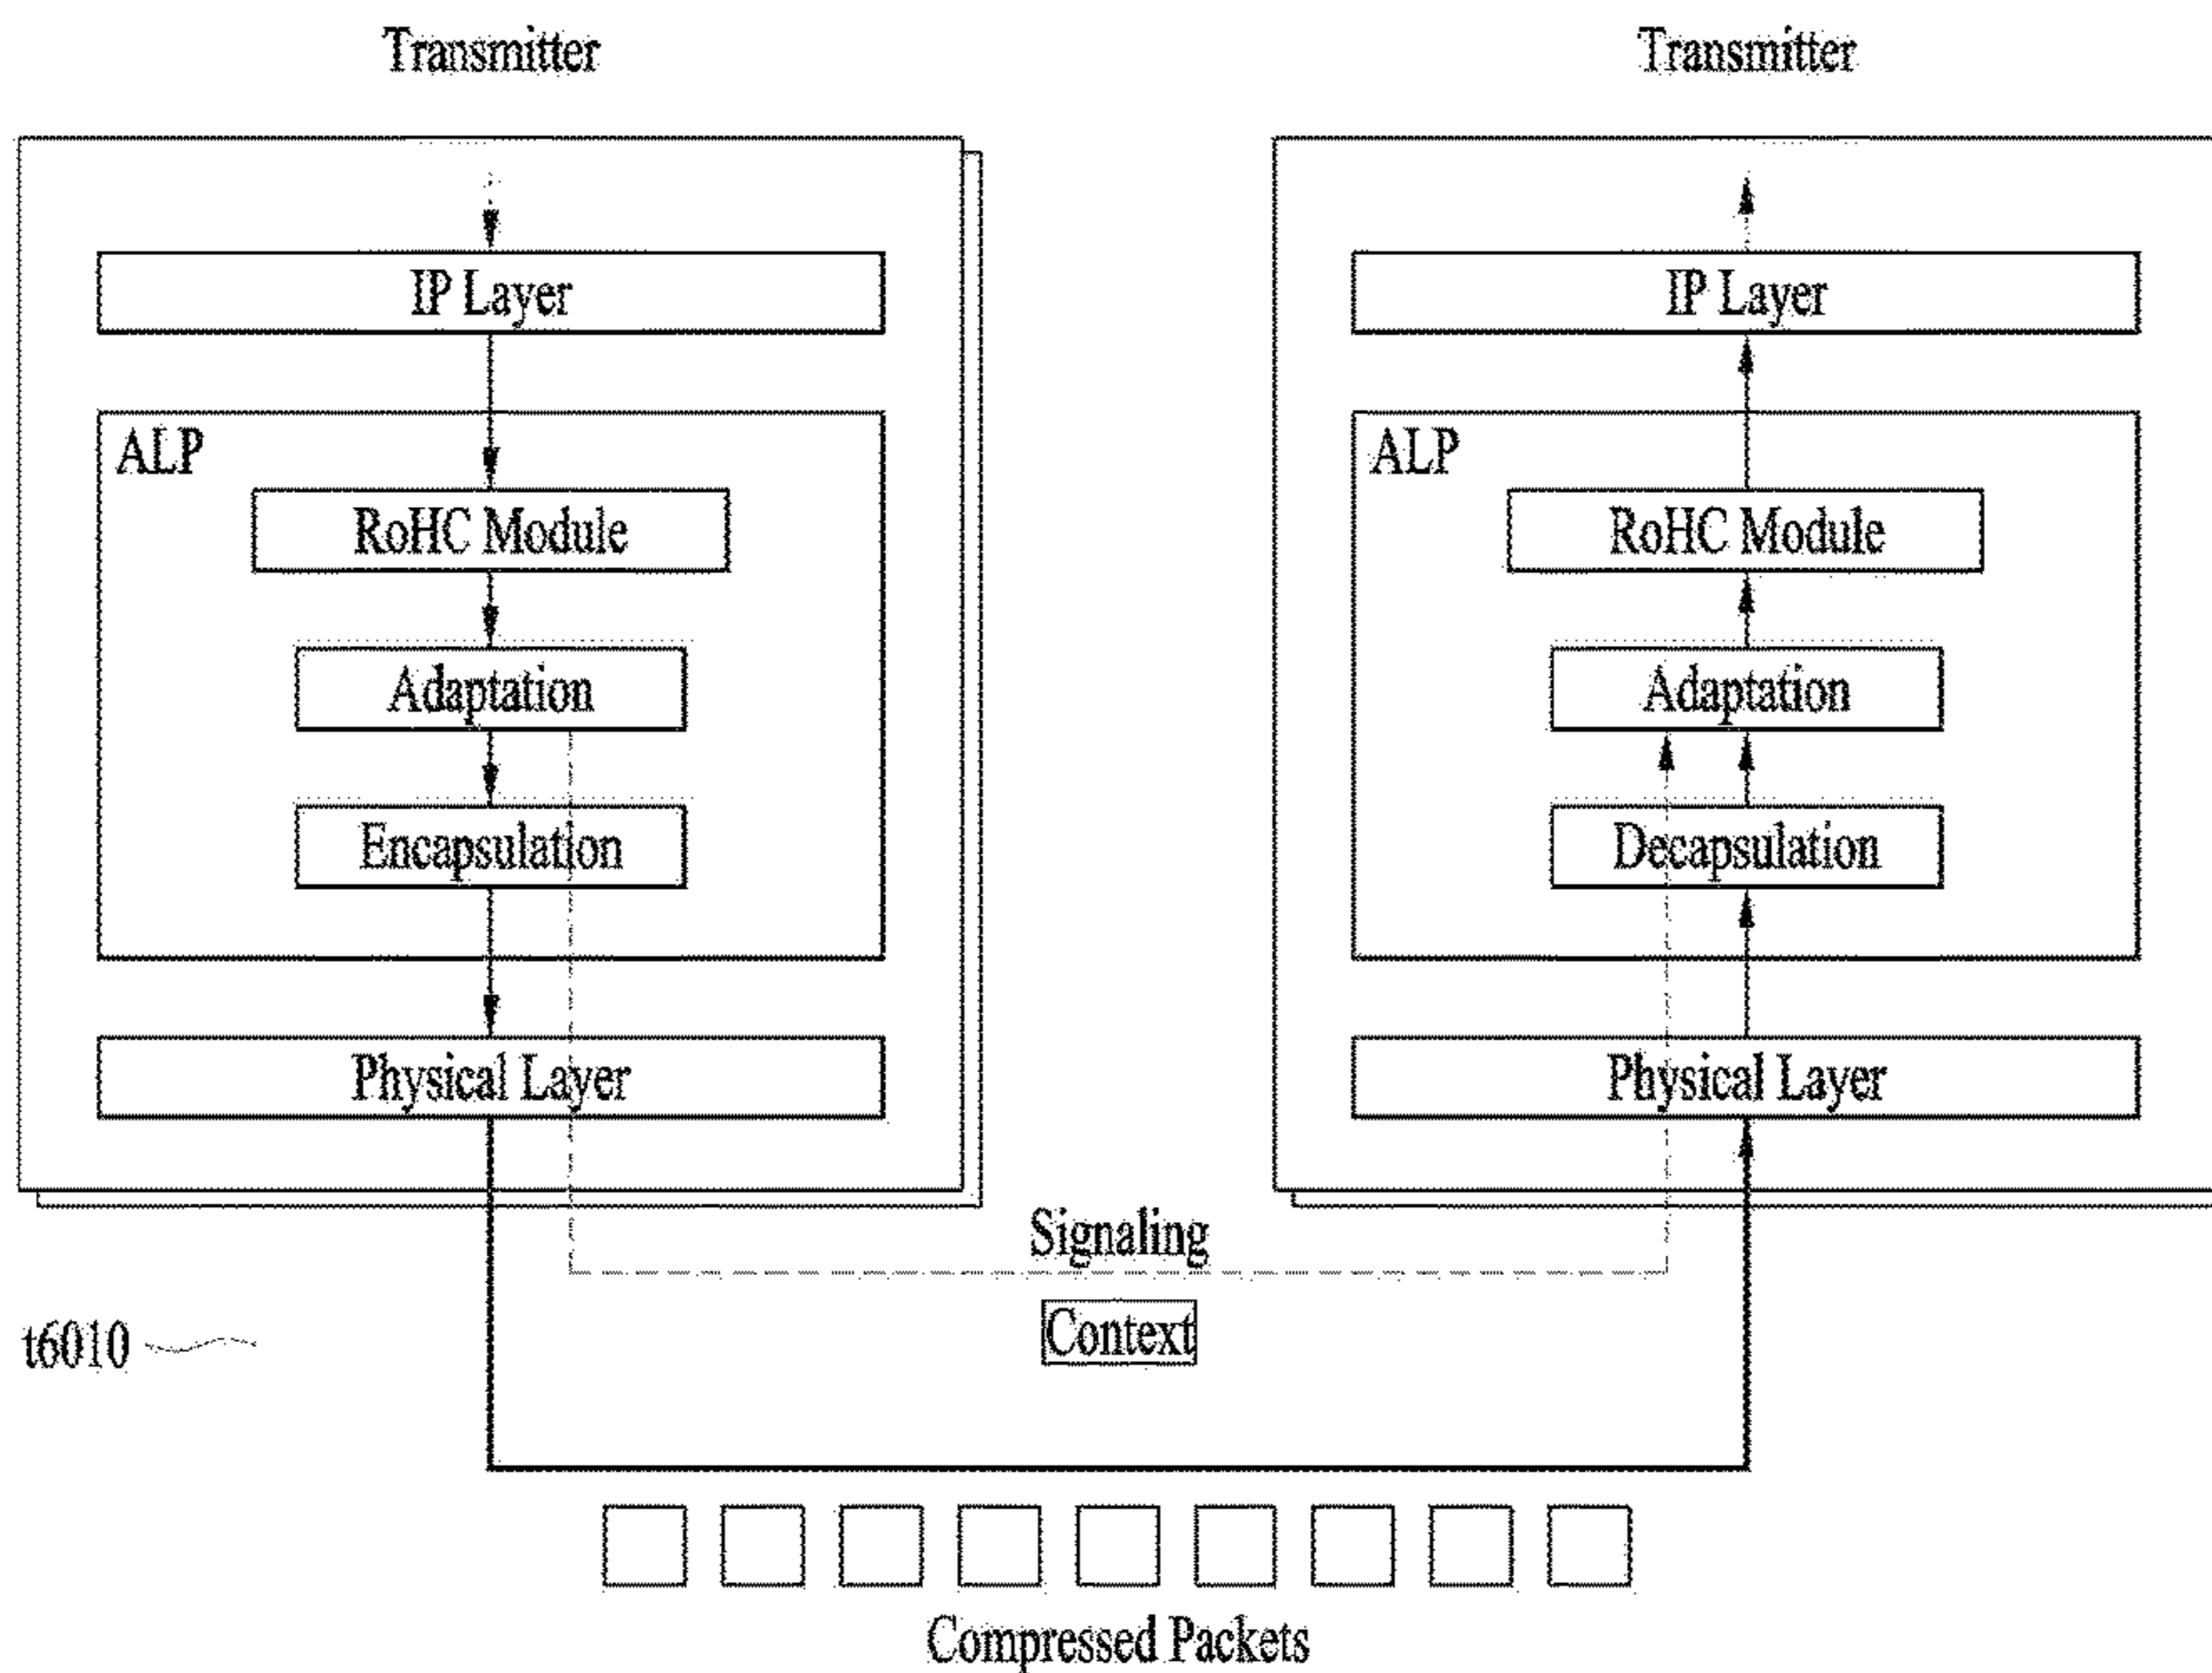 Transmitter
IP Layer
ALP
RoHC Module
Adaptation
Encapsulation
Physical Layer
Transmitter
IP Layer
ALP
RoHC Module
Adaptation
Decapsulation
Physical Layer
Signaling
Context
t6010
Compressed Packets